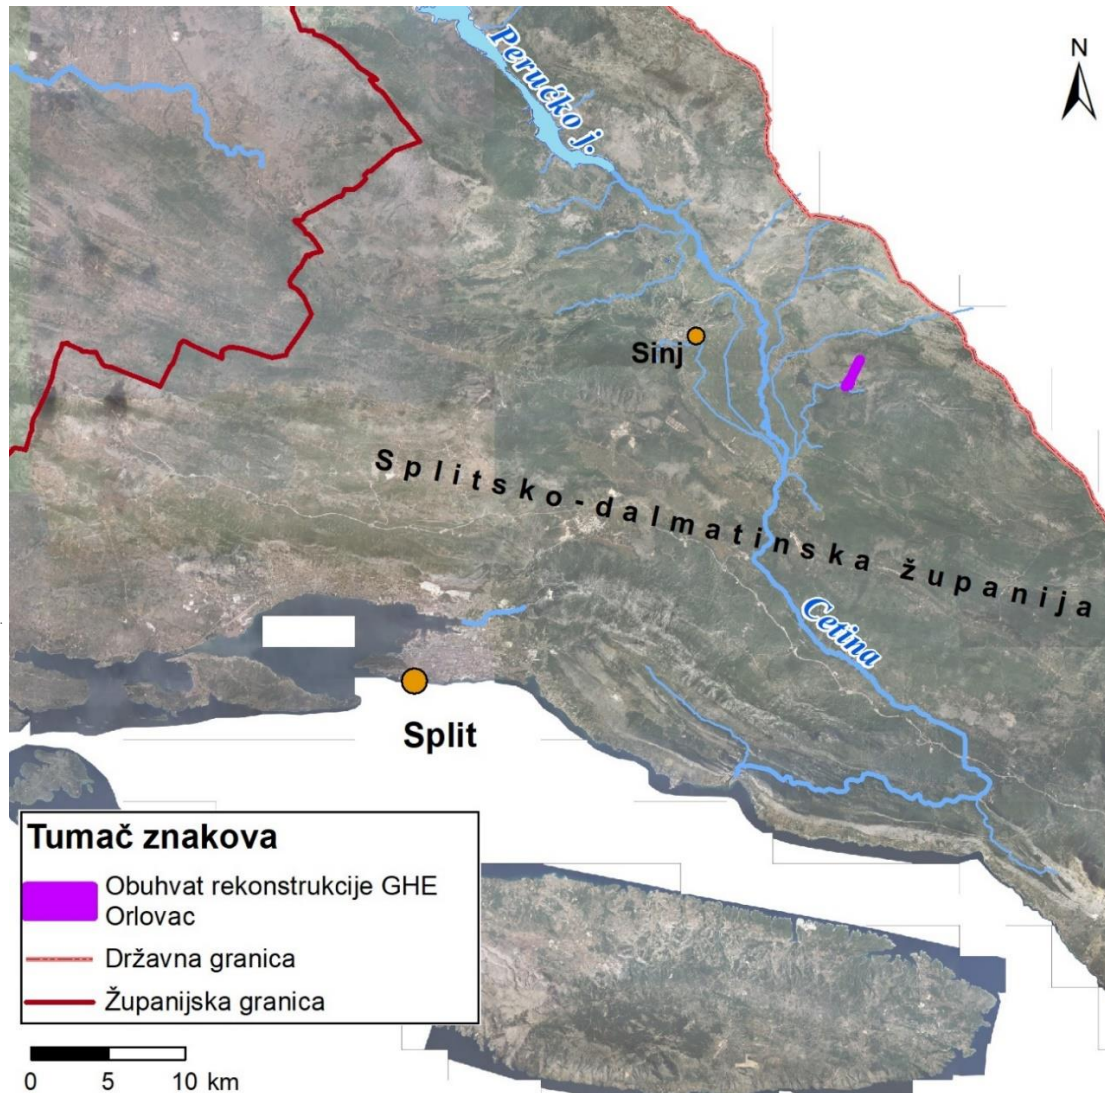 Perućko j.
N
Sinj
Splitsko-dalmatinska županija
Cetina
Split
Tumač znakova
Obuhvat rekonstrukcije GHE
Orlovac
Državna granica
Županijska granica
0 5 10 km